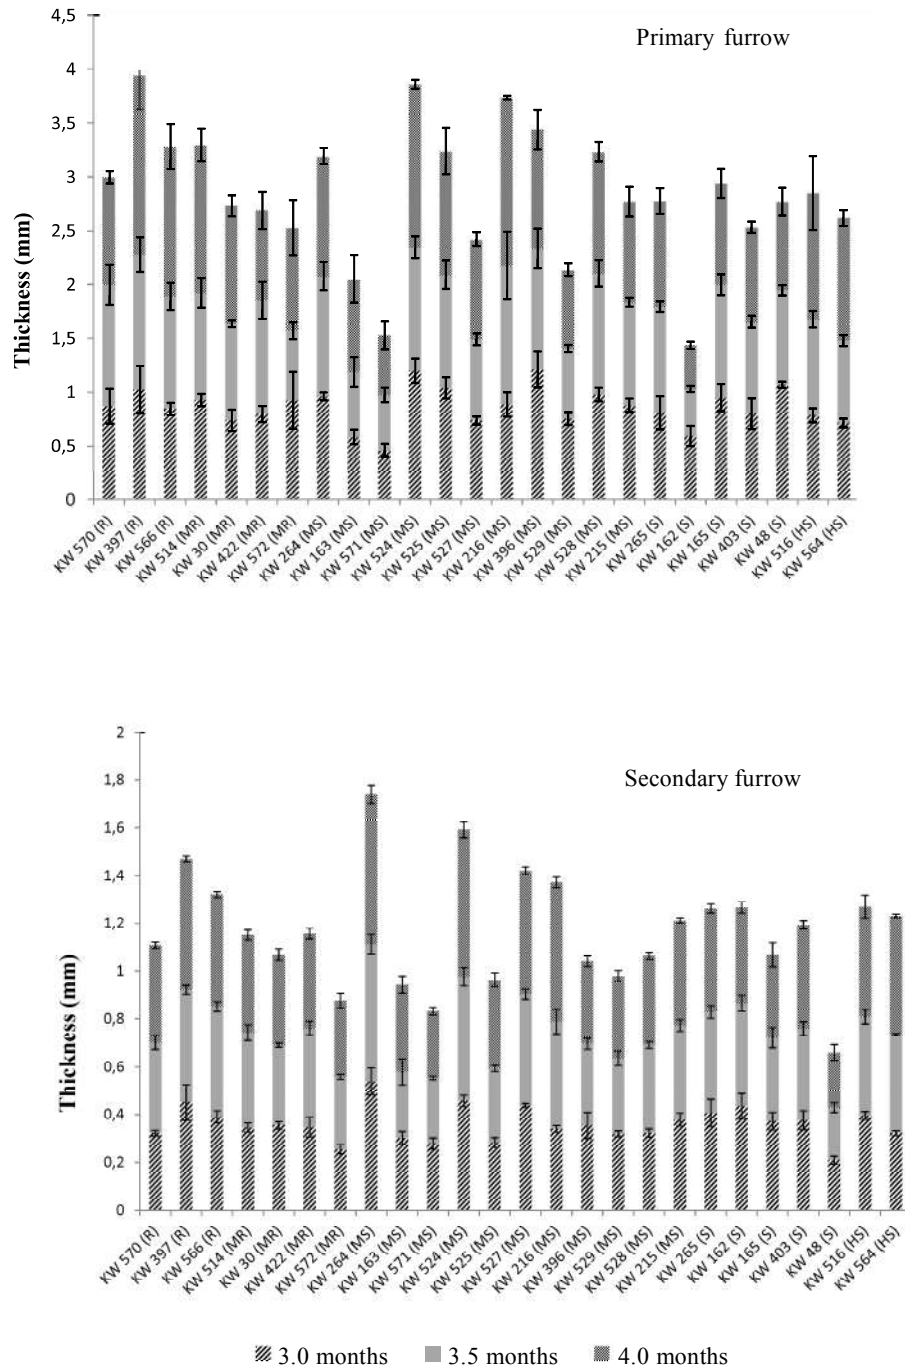 4,5
Primary furrow
4
3,5
3
2,5
2
1,5
1
0,5
0
Thickness (mm)
KW 570 (R)
KW 397 (R)
KW 566 (R)
KW 514 (MR)
KW 30 (MR)
KW 422 (MR)
KW 572 (MR)
KW 264 (MS)
KW 163 (MS)
KW 571 (MS)
KW 524 (MS)
KW 525 (MS)
KW 527 (MS)
KW 216 (MS)
KW 396 (MS)
KW 529 (MS)
KW 528 (MS)
KW 215 (MS)
KW 265 (S)
KW 162 (S)
KW 165 (S)
KW 403 (S)
KW 48 (S)
KW 516 (HS)
KW 564 (HS)
2
Secondary furrow
1,8
1,6
1,4
1,2
1
0,8
0,6
0,4
0,2
0
Thickness (mm)
KW 570 (R)
KW 397 (R)
KW 566 (R)
KW 514 (MR)
KW 30 (MR)
KW 422 (MR)
KW 572 (MR)
KW 264 (MS)
KW 163 (MS)
KW 571 (MS)
KW 524 (MS)
KW 525 (MS)
KW 527 (MS)
KW 216 (MS)
KW 396 (MS)
KW 529 (MS)
KW 528 (MS)
KW 215 (MS)
KW 265 (S)
KW 162 (S)
KW 165 (S)
KW 403 (S)
KW 48 (S)
KW 516 (HS)
KW 564 (HS)
3.0 months 3.5 months 4.0 months